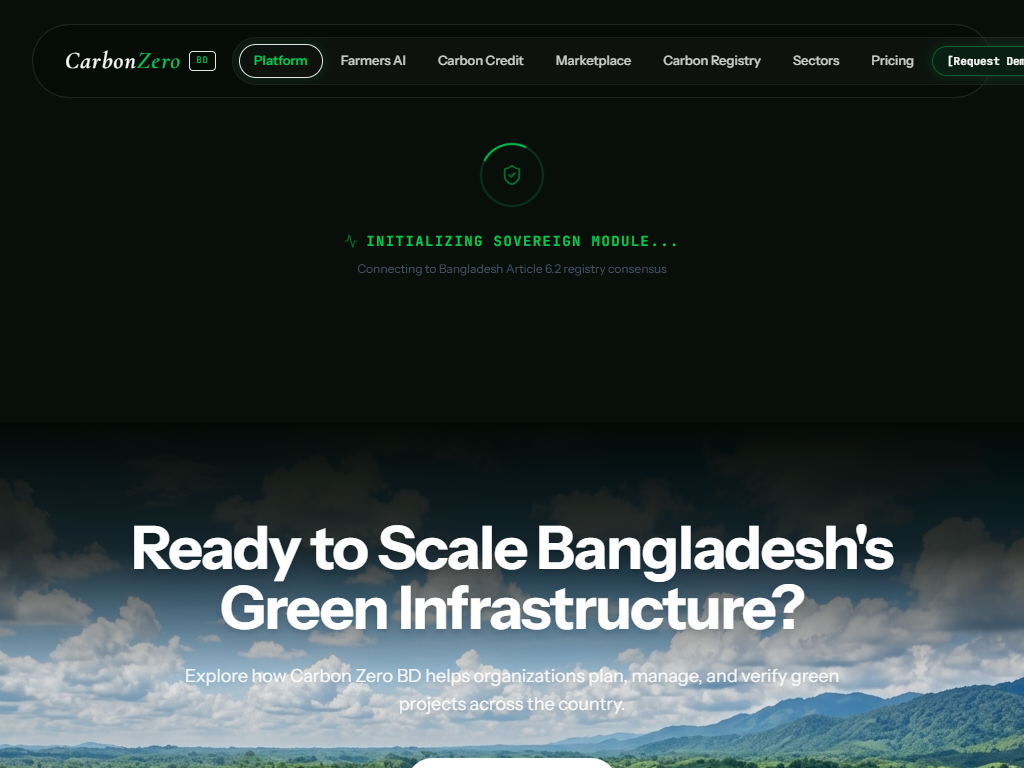 CarbonZero BD Platform Farmers AI Carbon Credit Marketplace Carbon Registry Sectors Pricing [Request Dem
INITIALIZING SOVEREIGN MODULE...
Connecting to Bangladesh Article 6.2 registry consensus
Ready to Scale Bangladesh's
Green Infrastructure?
Explore how Carbon Zero BD helps organizations plan, manage, and verify green
projects across the country.